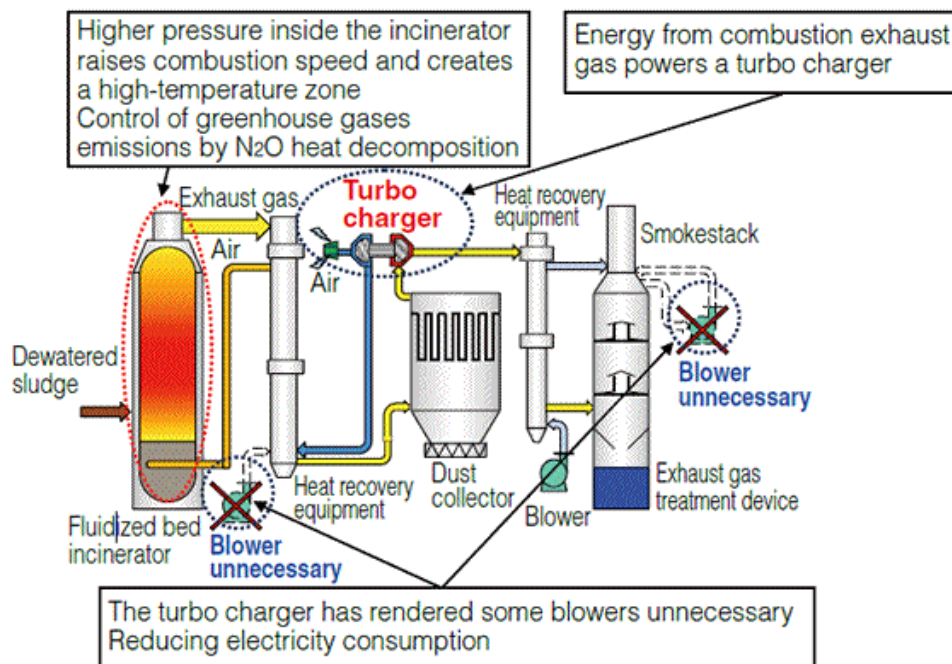 Higher pressure inside the incinerator
raises combustion speed and creates
a high-temperature zone
Control of greenhouse gases
emissions by N2O heat decomposition
Energy from combustion exhaust
gas powers a turbo charger
Exhaust gas
Turbo
charger
Heat recovery
equipment
Smokestack
Air
Air
Dewatered
sludge
Blower
unnecessary
Fluidized bed
incinerator
Blower
unnecessary
Heat recovery
equipment
Dust
collector
Blower
Exhaust gas
treatment device
The turbo charger has rendered some blowers unnecessary
Reducing electricity consumption